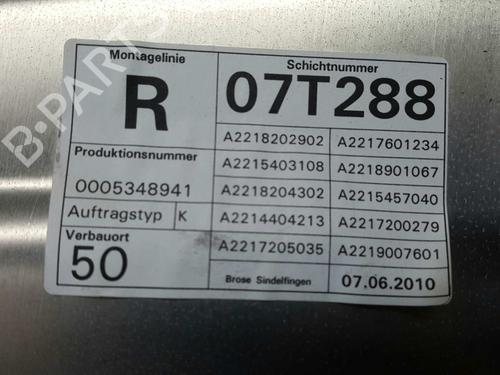 Montagelinie
R
Schichtnummer
07T288
Produktionsnummer
0005348941
Auftragstyp K
Verbauort
50
A2218202902 A2217601234
A2215403108 A2218901067
A2218204302 A2215457040
A2214404213 A2217200279
A2217205035 A2219007601
Brose Sindelfingen 07.06.2010
B-PARTS